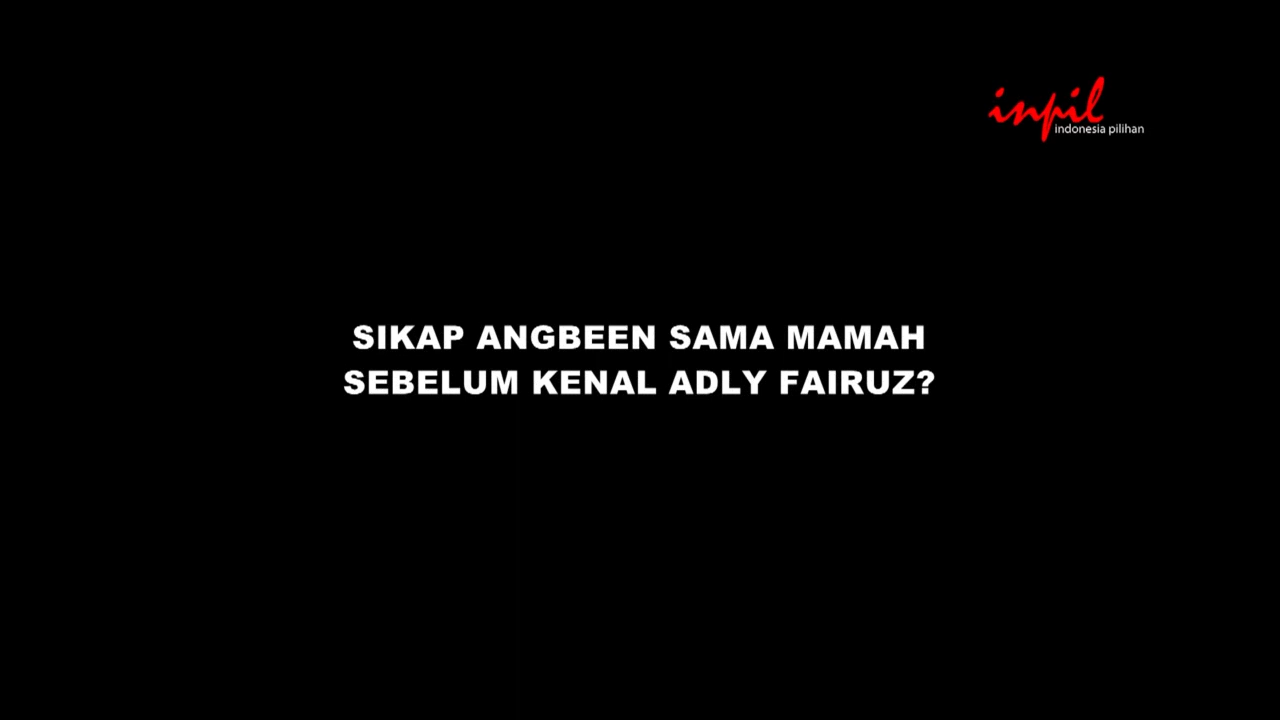 inpil
indonesia pilihan
SIKAP ANGBEEN SAMA MAMAH
SEBELUM KENAL ADLY FAIRUZ?